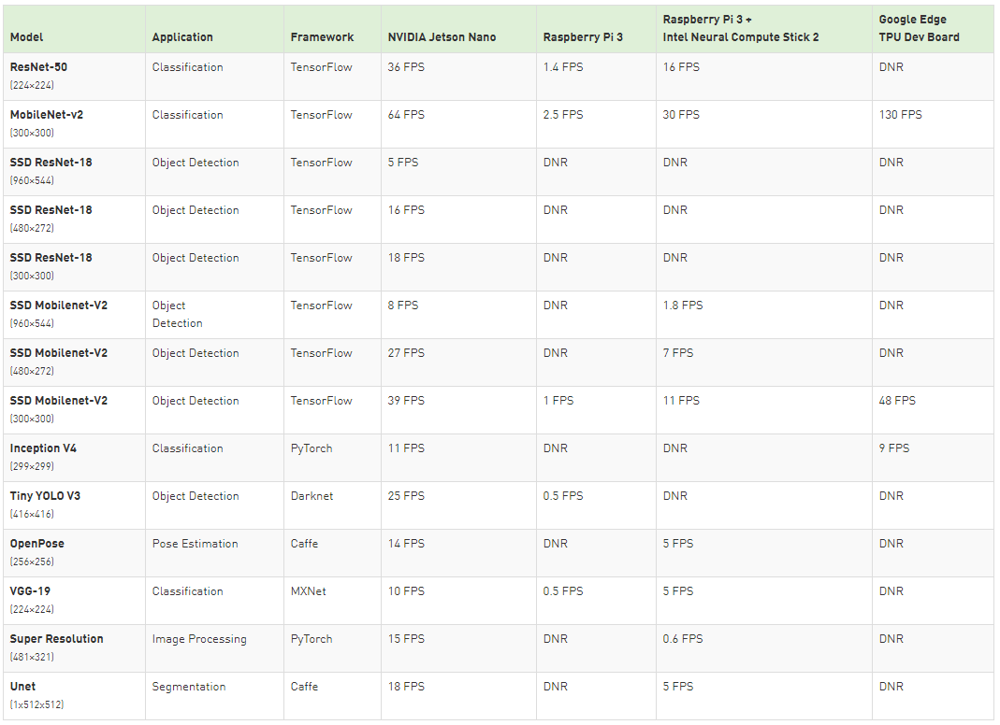 Model Application Framework NVIDIA Jetson Nano Raspberry Pi 3 Raspberry Pi 3 + Intel Neural Compute Stick 2 Google Edge TPU Dev Board
ResNet-50 (224×224) Classification TensorFlow 36 FPS 1.4 FPS 16 FPS DNR
MobileNet-v2 (300×300) Classification TensorFlow 64 FPS 2.5 FPS 30 FPS 130 FPS
SSD ResNet-18 (960×544) Object Detection TensorFlow 5 FPS DNR DNR DNR
SSD ResNet-18 (480×272) Object Detection TensorFlow 16 FPS DNR DNR DNR
SSD ResNet-18 (300×300) Object Detection TensorFlow 18 FPS DNR DNR DNR
SSD Mobilenet-V2 (960×544) Object Detection TensorFlow 8 FPS DNR 1.8 FPS DNR
SSD Mobilenet-V2 (480×272) Object Detection TensorFlow 27 FPS DNR 7 FPS DNR
SSD Mobilenet-V2 (300×300) Object Detection TensorFlow 39 FPS 1 FPS 11 FPS 48 FPS
Inception V4 (299×299) Classification PyTorch 11 FPS DNR DNR 9 FPS
Tiny YOLO V3 (416×416) Object Detection Darknet 25 FPS 0.5 FPS DNR DNR
OpenPose (256×256) Pose Estimation Caffe 14 FPS DNR 5 FPS DNR
VGG-19 (224×224) Classification MXNet 10 FPS 0.5 FPS 5 FPS DNR
Super Resolution (481×321) Image Processing PyTorch 15 FPS DNR 0.6 FPS DNR
Unet (1x512x512) Segmentation Caffe 18 FPS DNR 5 FPS DNR